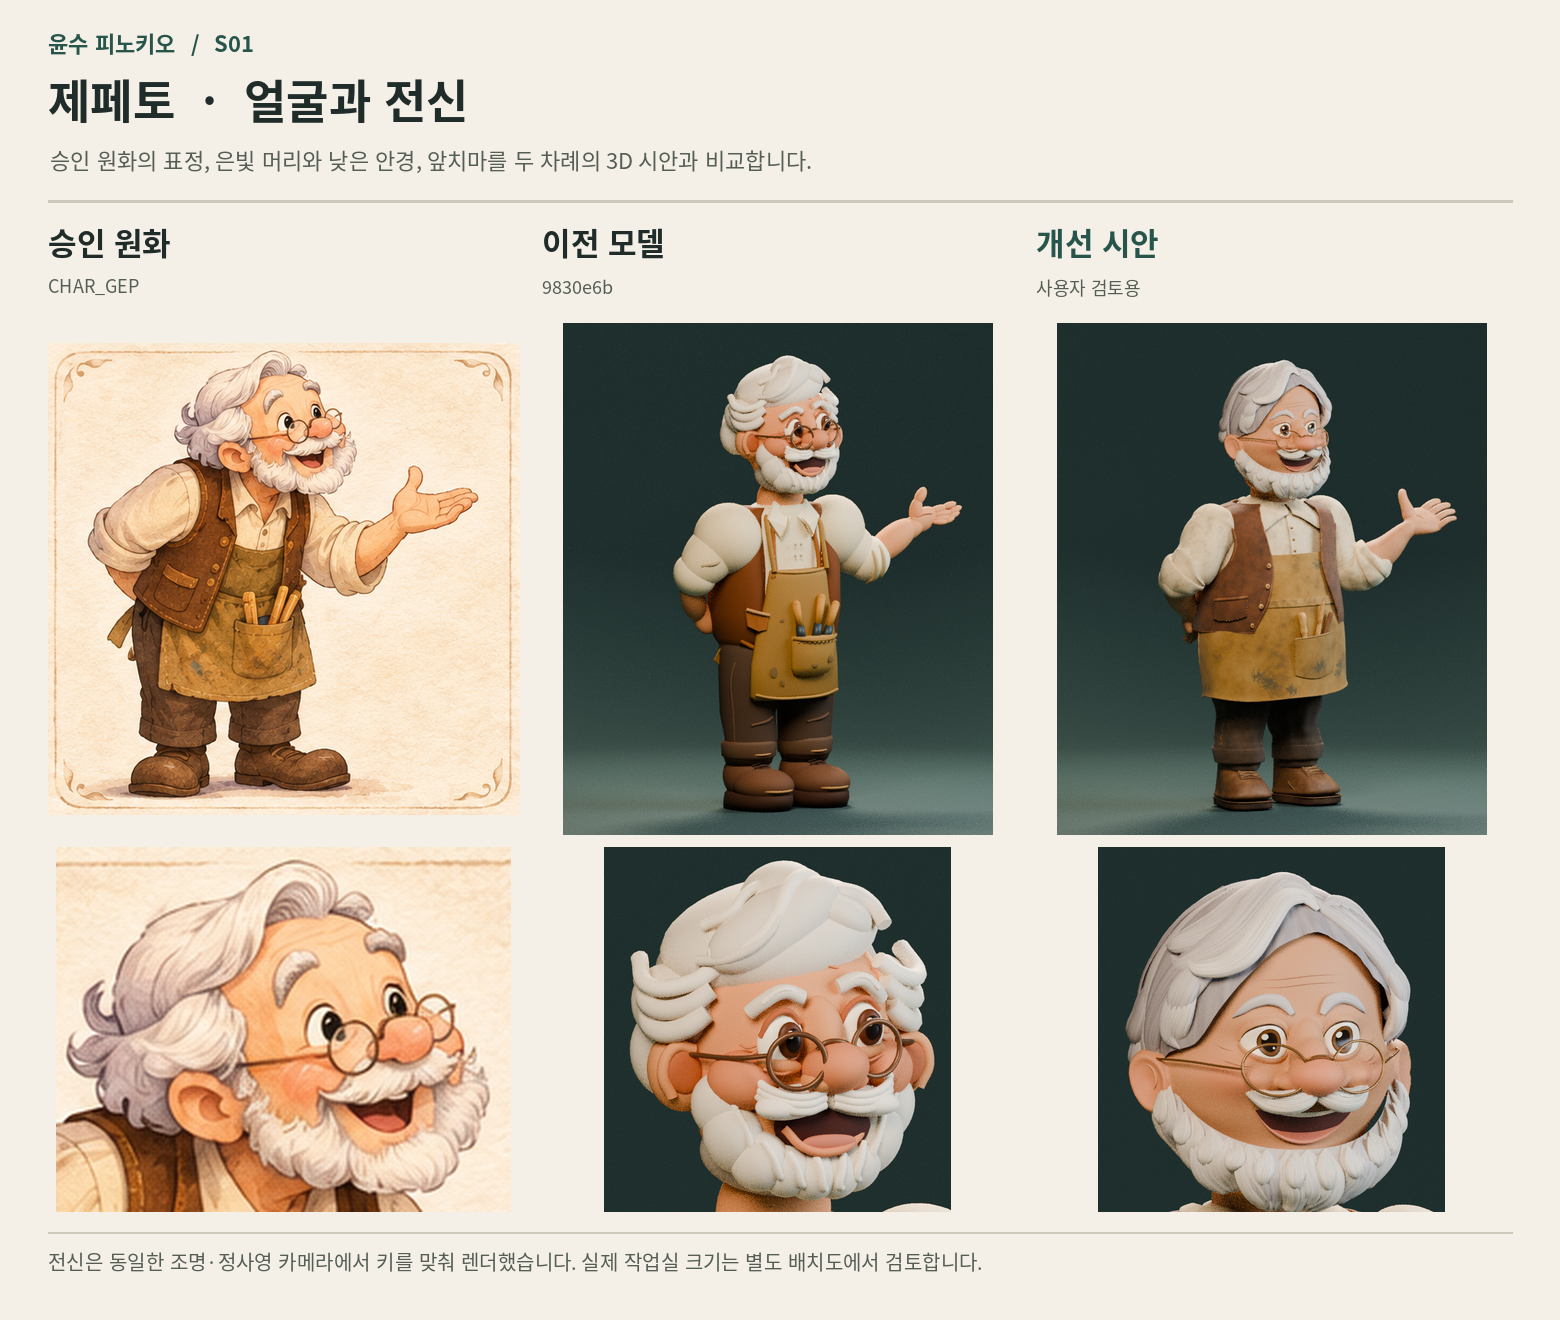 윤수 피노키오 / S01
제페토 · 얼굴과 전신
승인 원화의 표정, 은빛 머리와 낮은 안경, 앞치마를 두 차례의 3D 시안과 비교합니다.
승인 원화
CHAR_GEP
이전 모델
9830e6b
개선 시안
사용자 검토용
전신은 동일한 조명·정사영 카메라에서 키를 맞춰 렌더했습니다. 실제 작업실 크기는 별도 배치도에서 검토합니다.